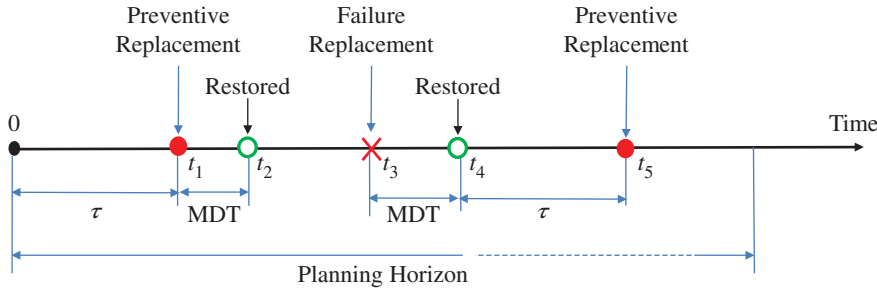 Preventive
Replacement
Failure
Replacement
Preventive
Replacement
Restored
Restored
0
Time
t1
t2
t3
t4
t5
τ
MDT
MDT
τ
Planning Horizon